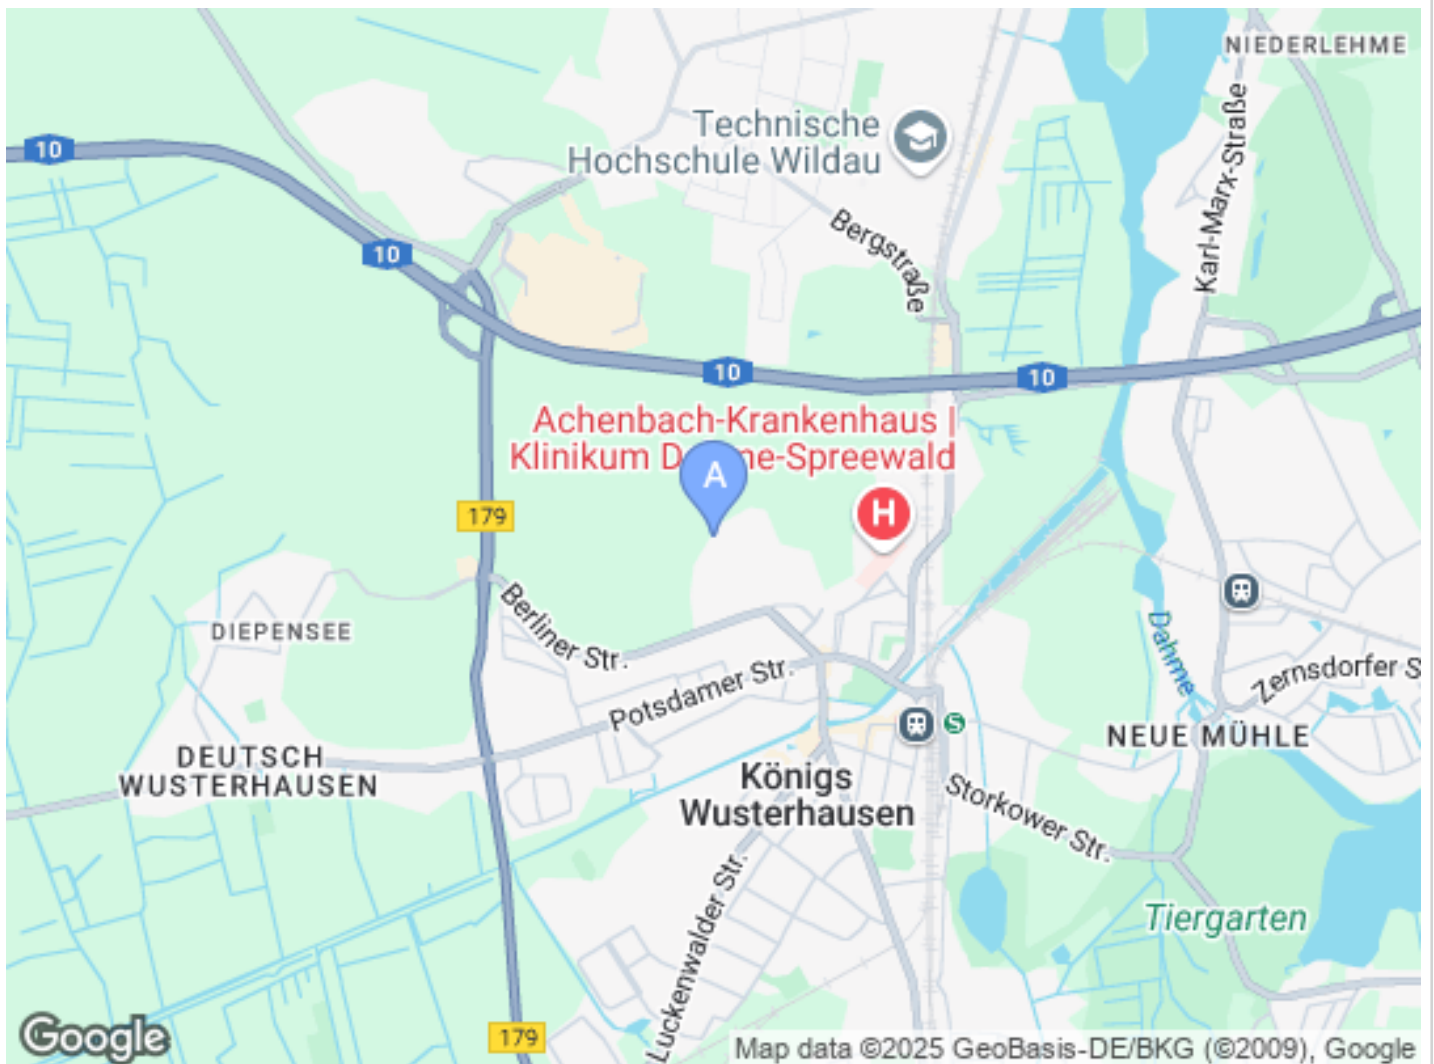 NIEDERLEHME
Technische
Hochschule Wildau
10
Karl-Marx-Straße
Bergstraße
10
10
10
Achenbach-Krankenhaus |
Klinikum D me-Spreewald
A
H
179
Berliner Str.
DIEPENSEE
Dahme
Zernsdorfer S
Potsdamer Str.
S
NEUE MÜHLE
DEUTSCH
WUSTERHAUSEN
Königs
Wusterhausen
Storkower Str.
Luckenwalder Str.
Tiergarten
179
Google
Map data ©2025 GeoBasis-DE/BKG (©2009), Google